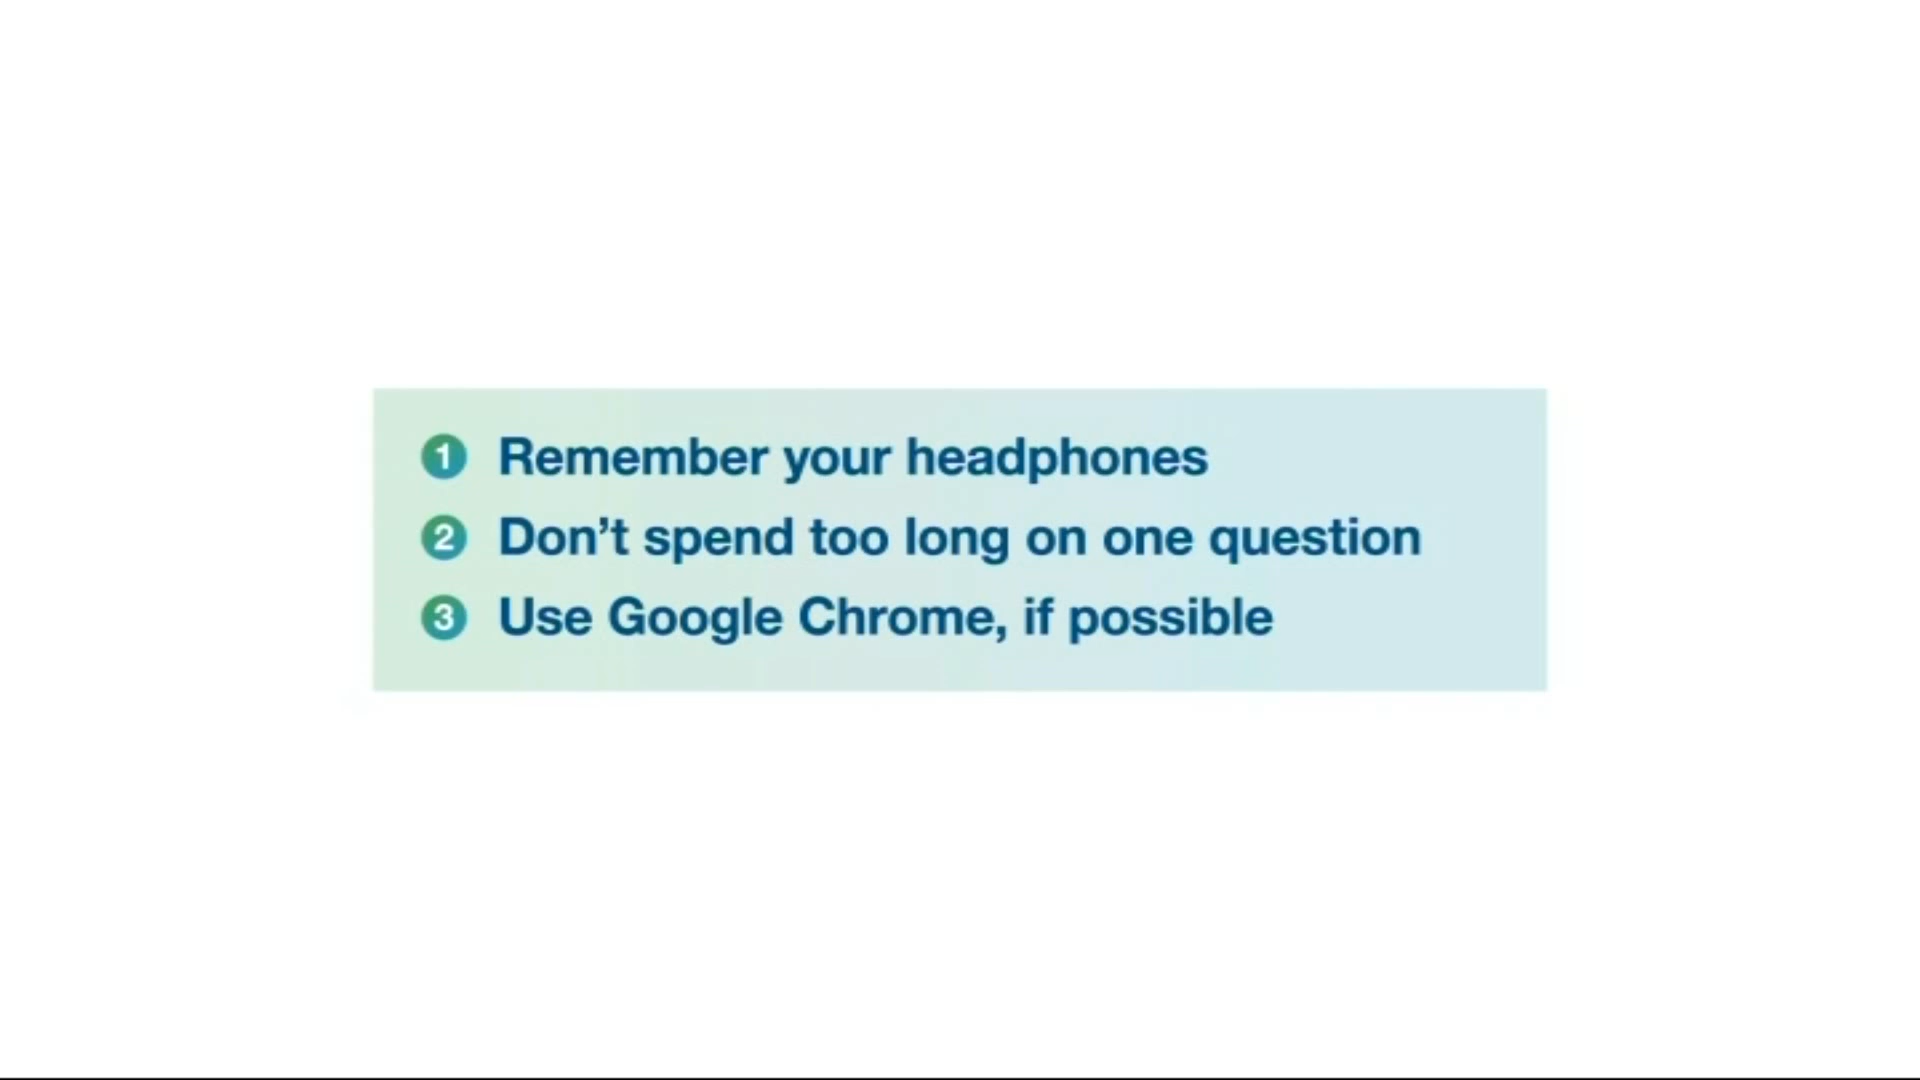 1 Remember your headphones
2 Don’t spend too long on one question
3 Use Google Chrome, if possible